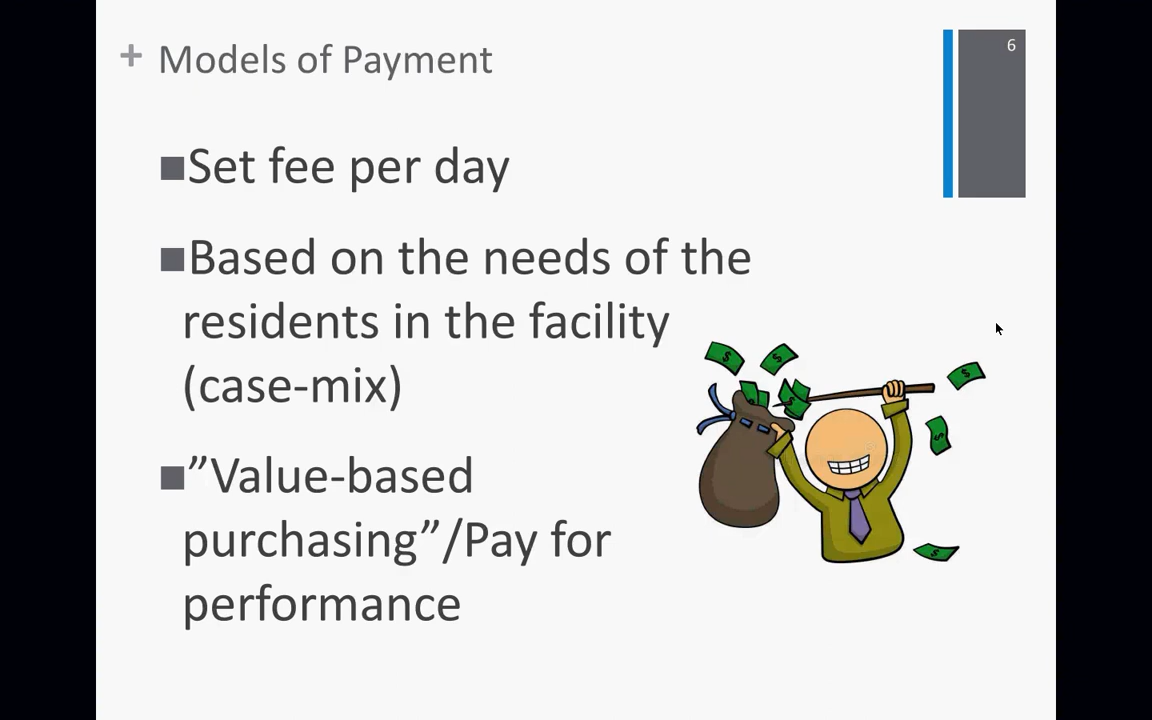 6
+ Models of Payment
■Set fee per day
■Based on the needs of the
residents in the facility
(case-mix)
■”Value-based
purchasing”/Pay for
performance
$
$
$
$
$
$